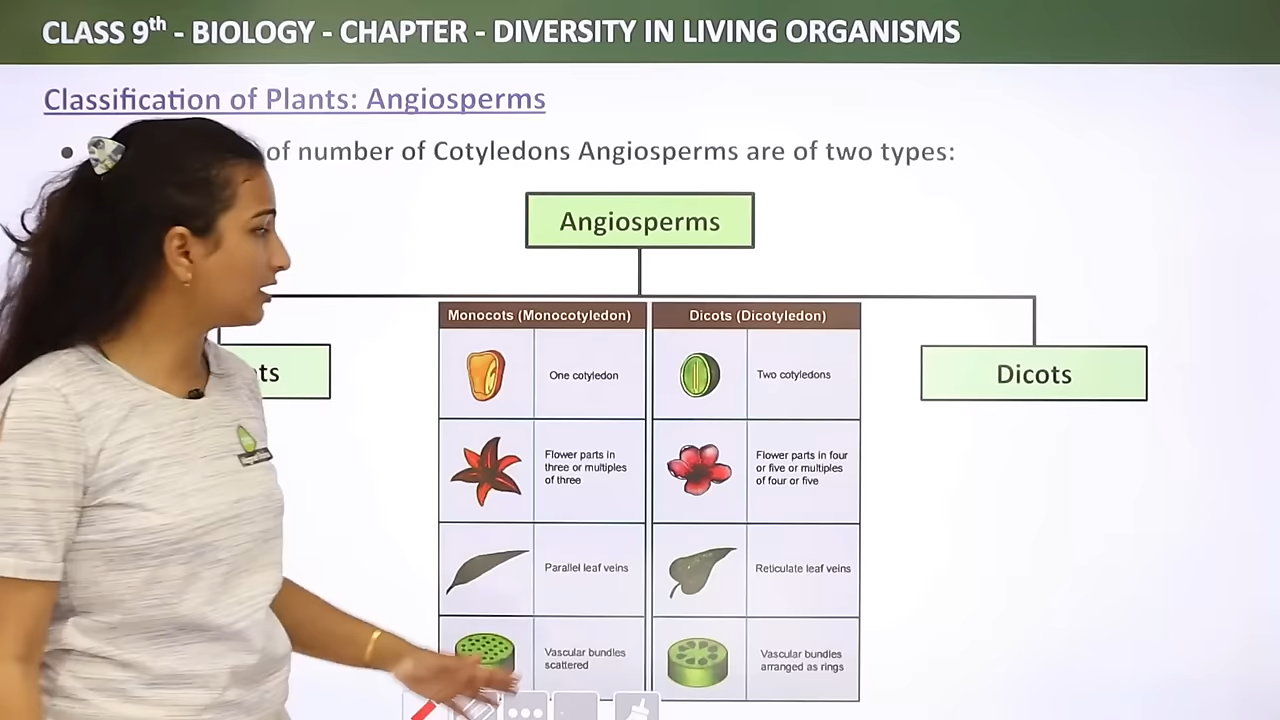 CLASS 9th - BIOLOGY - CHAPTER - DIVERSITY IN LIVING ORGANISMS
Classification of Plants: Angiosperms
of number of Cotyledons Angiosperms are of two types:
Angiosperms
ts
Dicots
Monocots (Monocotyledon)
One cotyledon
Flower parts in
three or multiples
of three
Parallel leaf veins
Vascular bundles
scattered
Dicots (Dicotyledon)
Two cotyledons
Flower parts in four
or five or multiples
of four or five
Reticulate leaf veins
Vascular bundles
arranged as rings